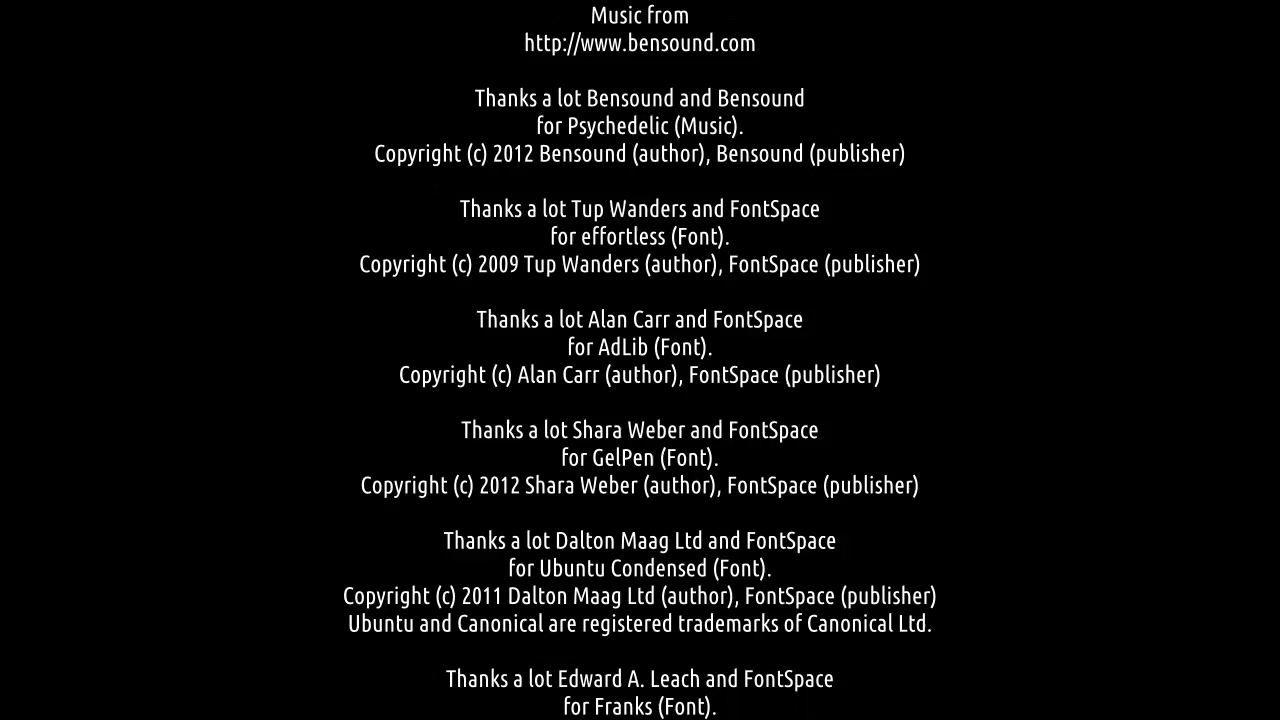 Music from
http://www.bensound.com
Thanks a lot Bensound and Bensound
for Psychedelic (Music).
Copyright (c) 2012 Bensound (author), Bensound (publisher)
Thanks a lot Tup Wanders and FontSpace
for effortless (Font).
Copyright (c) 2009 Tup Wanders (author), FontSpace (publisher)
Thanks a lot Alan Carr and FontSpace
for AdLib (Font).
Copyright (c) Alan Carr (author), FontSpace (publisher)
Thanks a lot Shara Weber and FontSpace
for GelPen (Font).
Copyright (c) 2012 Shara Weber (author), FontSpace (publisher)
Thanks a lot Dalton Maag Ltd and FontSpace
for Ubuntu Condensed (Font).
Copyright (c) 2011 Dalton Maag Ltd (author), FontSpace (publisher)
Ubuntu and Canonical are registered trademarks of Canonical Ltd.
Thanks a lot Edward A. Leach and FontSpace
for Franks (Font).